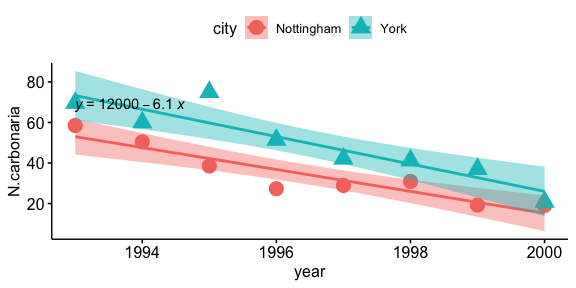 city Nottingham York
80
60
40
20
N.carbonaria
y = 12000 – 6.1 x
1994 1996 1998 2000
year